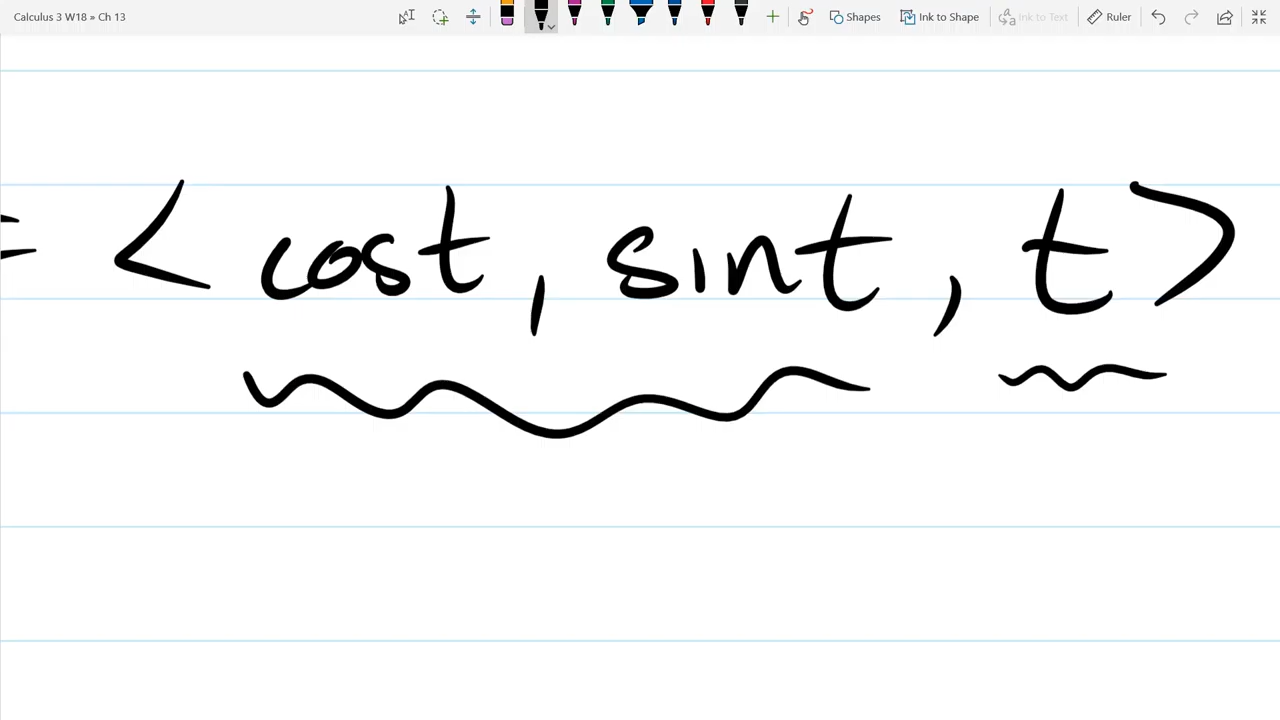 Calculus 3 W18 » Ch 13
Shapes
Ink to Shape
Ink to Text
Ruler
= < cost, sint, t >